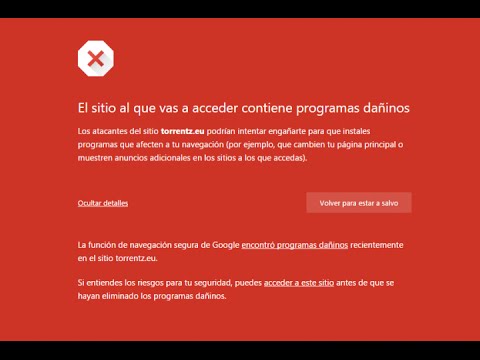 El sitio al que vas a acceder contiene programas dañinos
Los atacantes del sitio torrentz.eu podrían intentar engañarte para que instales
programas que afecten a tu navegación (por ejemplo, que cambien tu página principal o
muestren anuncios adicionales en los sitios a los que accedas).
Ocultar detalles
Volver para estar a salvo
La función de navegación segura de Google encontró programas dañinos recientemente
en el sitio torrentz.eu.
Si entiendes los riesgos para tu seguridad, puedes acceder a este sitio antes de que se
hayan eliminado los programas dañinos.